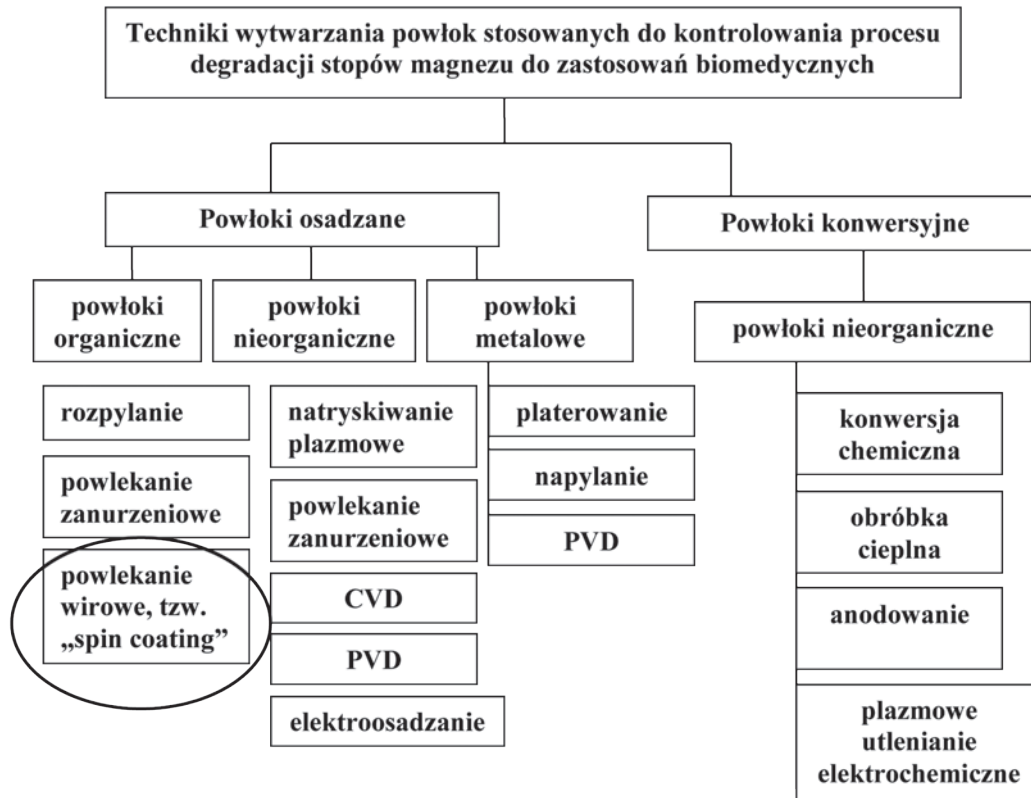 Techniki wytwarzania powłok stosowanych do kontrolowania procesu
degradacji stopów magnezu do zastosowań biomedycznych
Powłoki osadzane
Powłoki konwersyjne
powłoki
organiczne
powłoki
nieorganiczne
powłoki
metalowe
powłoki nieorganiczne
rozpylanie
powlekanie
zanurzeniowe
powlekanie
wirowe, tzw.
„spin coating”
natryskiwanie
plazmowe
powlekanie
zanurzeniowe
CVD
PVD
elektroosadzanie
platerowanie
napylanie
PVD
konwersja
chemiczna
obróbka
cieplna
anodowanie
plazmowe
utlenianie
elektrochemiczne